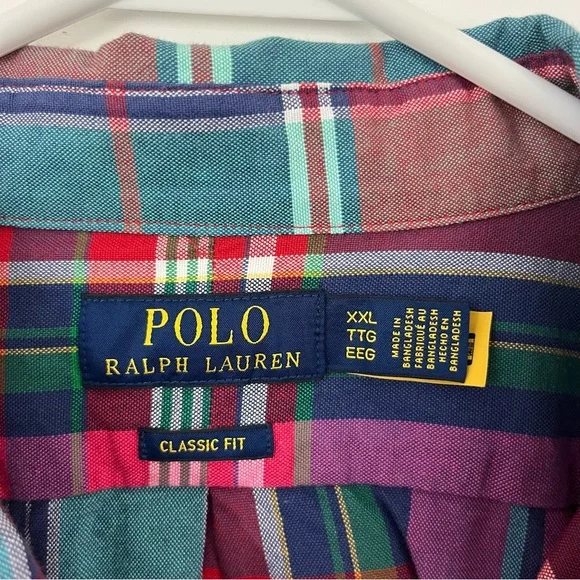 POLO
RALPH LAUREN
CLASSIC FIT
XXL
TTG
EEG
MADE IN
BANGLADESH
FABRIQUÉ AU
BANGLADESH
HECHO EN
BANGLADESH